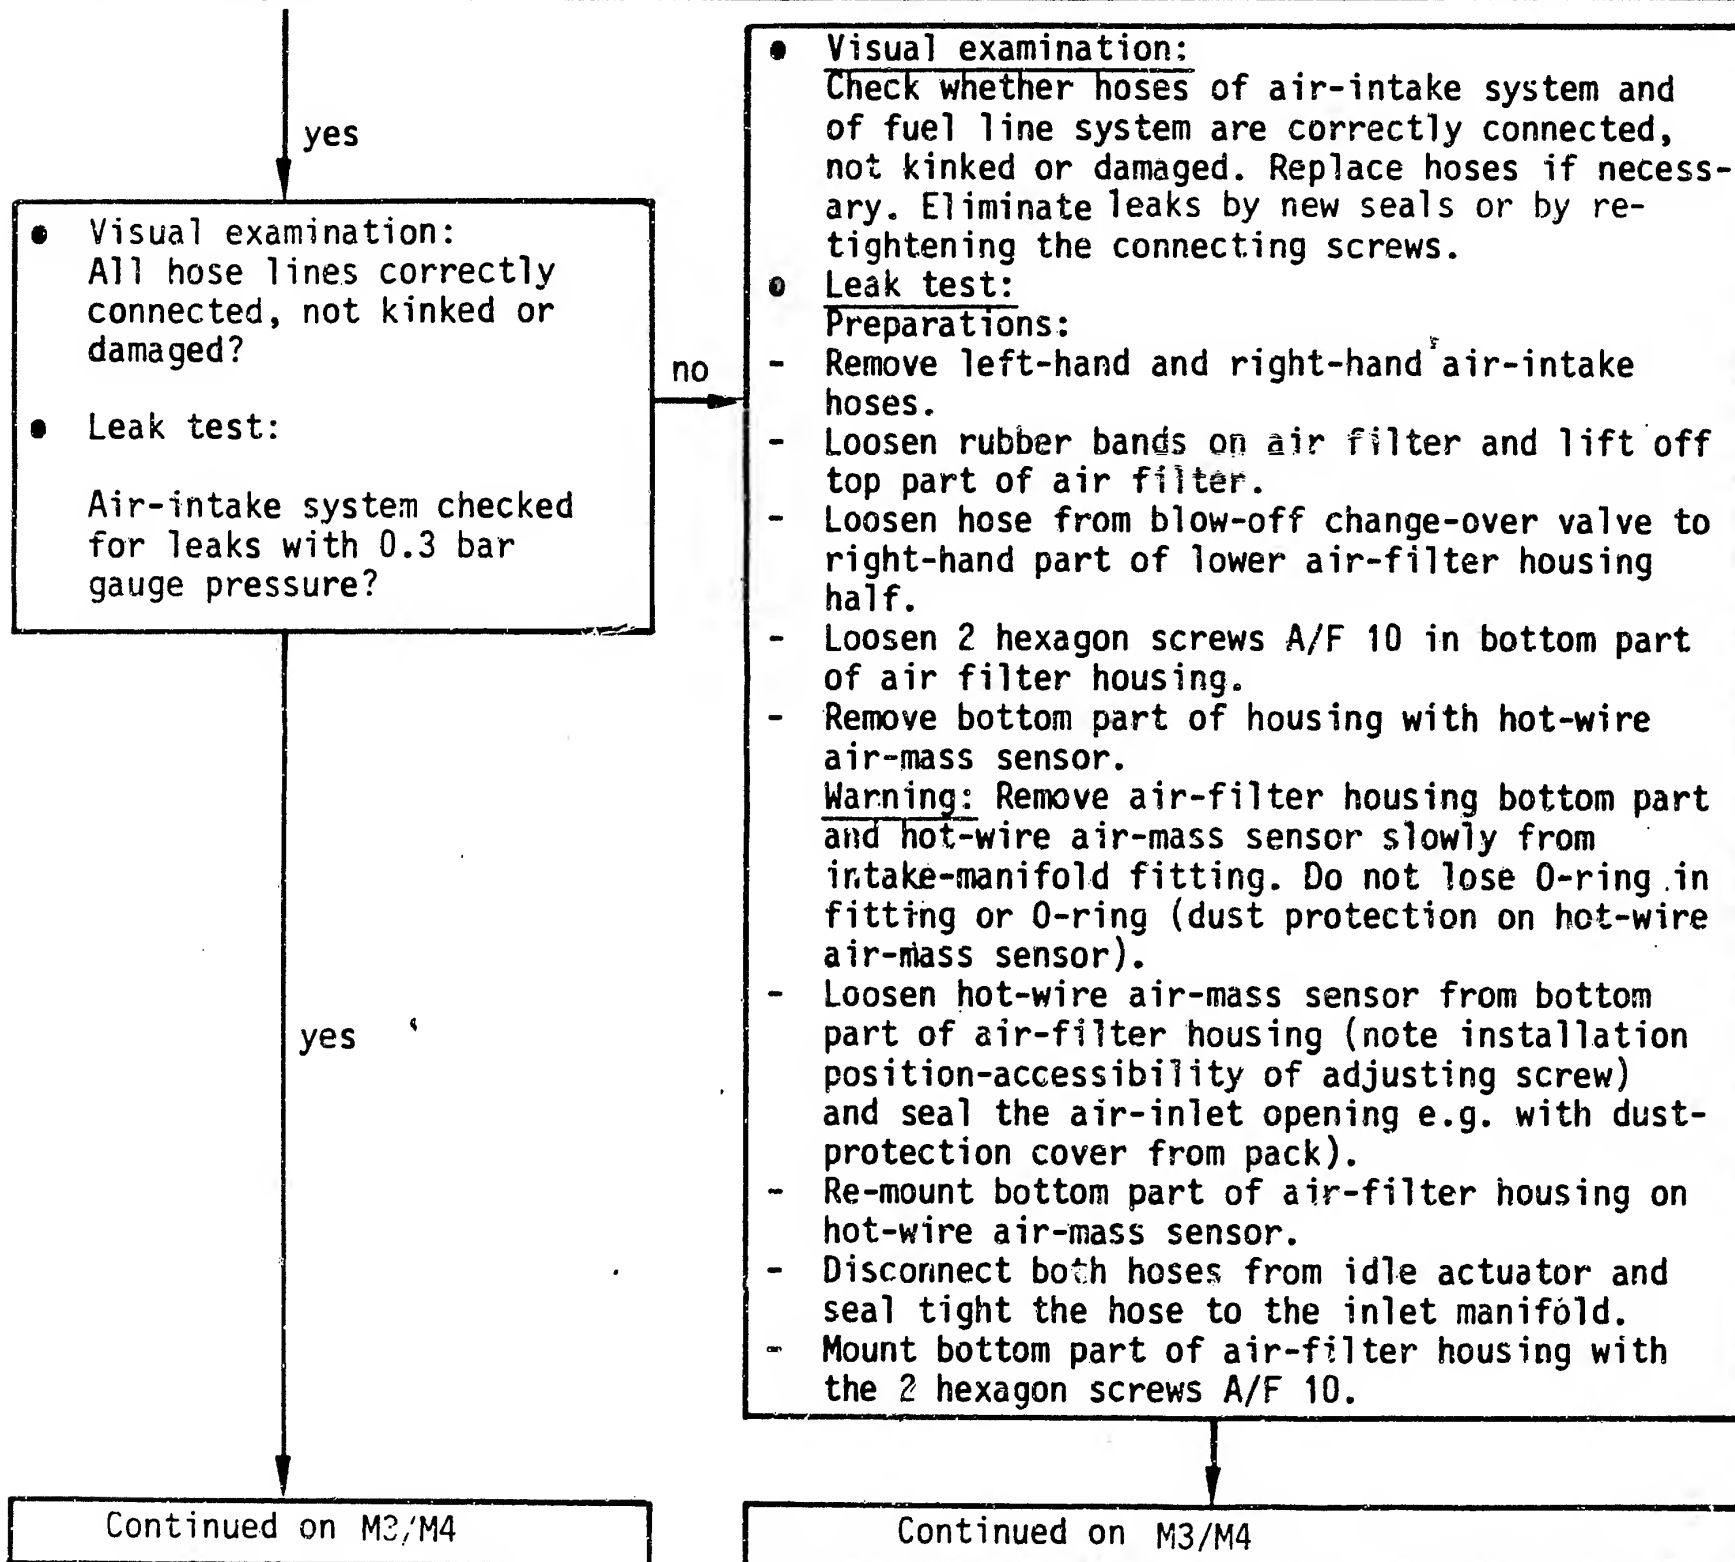 yes
● Visual examination:
All hose lines correctly
connected, not kinked or
damaged?
● Leak test:
Air-intake system checked
for leaks with 0.3 bar
gauge pressure?
no
yes
Continued on M3/M4
● Visual examination:
Check whether hoses of air-intake system and
of fuel line system are correctly connected,
not kinked or damaged. Replace hoses if necess-
ary. Eliminate leaks by new seals or by re-
tightening the connecting screws.
● Leak test:
Preparations:
- Remove left-hand and right-hand air-intake
hoses.
- Loosen rubber bands on air filter and lift off
top part of air filter.
- Loosen hose from blow-off change-over valve to
right-hand part of lower air-filter housing
half.
- Loosen 2 hexagon screws A/F 10 in bottom part
of air filter housing.
- Remove bottom part of housing with hot-wire
air-mass sensor.
Warning: Remove air-filter housing bottom part
and hot-wire air-mass sensor slowly from
intake-manifold fitting. Do not lose O-ring in
fitting or O-ring (dust protection on hot-wire
air-mass sensor).
- Loosen hot-wire air-mass sensor from bottom
part of air-filter housing (note installation
position-accessibility of adjusting screw)
and seal the air-inlet opening e.g. with dust-
protection cover from pack).
- Re-mount bottom part of air-filter housing on
hot-wire air-mass sensor.
- Disconnect both hoses from idle actuator and
seal tight the hose to the inlet manifold.
- Mount bottom part of air-filter housing with
the 2 hexagon screws A/F 10.
Continued on M3/M4